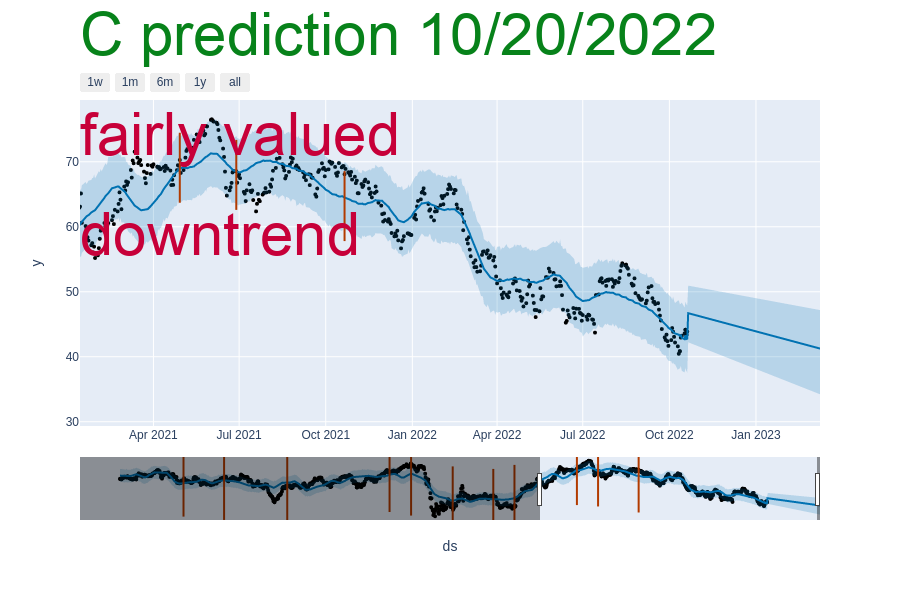 C prediction 10/20/2022
1w 1m 6m 1y all
fairly valued
downtrend
70
60
50
40
30
y
Apr 2021 Jul 2021 Oct 2021 Jan 2022 Apr 2022 Jul 2022 Oct 2022 Jan 2023
ds